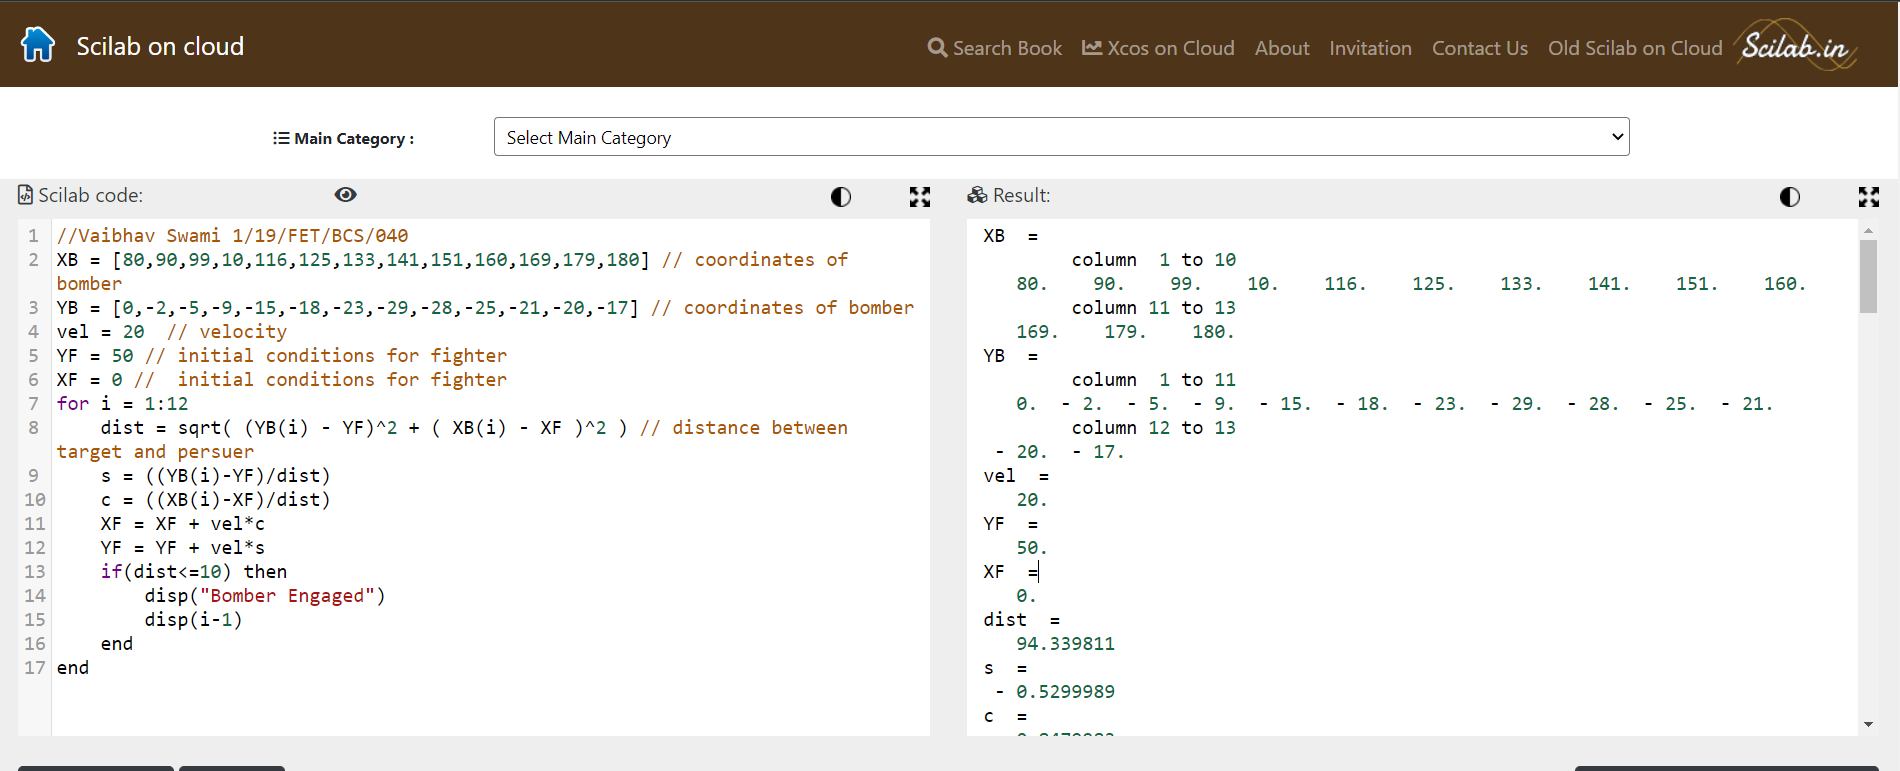 Scilab on cloud
Search Book Xcos on Cloud About Invitation Contact Us Old Scilab on Cloud Scilab.in
Main Category : Select Main Category
Scilab code:
1 //Vaibhav Swami 1/19/FET/BCS/040
2 XB = [80,90,99,10,116,125,133,141,151,160,169,179,180] // coordinates of
bomber
3 YB = [0,-2,-5,-9,-15,-18,-23,-29,-28,-25,-21,-20,-17] // coordinates of bomber
4 vel = 20 // velocity
5 YF = 50 // initial conditions for fighter
6 XF = 0 // initial conditions for fighter
7 for i = 1:12
8 dist = sqrt( (YB(i) - YF)^2 + ( XB(i) - XF )^2 ) // distance between
target and persuer
9 s = ((YB(i)-YF)/dist)
10 c = ((XB(i)-XF)/dist)
11 XF = XF + vel*c
12 YF = YF + vel*s
13 if(dist<=10) then
14 disp("Bomber Engaged")
15 disp(i-1)
16 end
17 end
Result:
XB =
column 1 to 10
80. 90. 99. 10. 116. 125. 133. 141. 151. 160.
column 11 to 13
169. 179. 180.
YB =
column 1 to 11
0. - 2. - 5. - 9. - 15. - 18. - 23. - 29. - 28. - 25. - 21.
column 12 to 13
- 20. - 17.
vel =
20.
YF =
50.
XF =
0.
dist =
94.339811
s =
- 0.5299989
c =